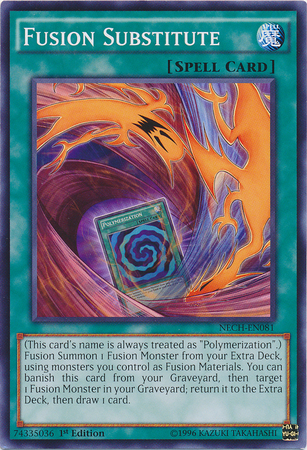 FUSION SUBSTITUTE
魔
[SPELL CARD]
POLYMERIZATION
NECH-EN081
(This card's name is always treated as "Polymerization".)
Fusion Summon 1 Fusion Monster from your Extra Deck,
using monsters you control as Fusion Materials. You can
banish this card from your Graveyard, then target
1 Fusion Monster in your Graveyard; return it to the Extra
Deck, then draw 1 card.
74335036 1st Edition ©1996 KAZUKI TAKAHASHI